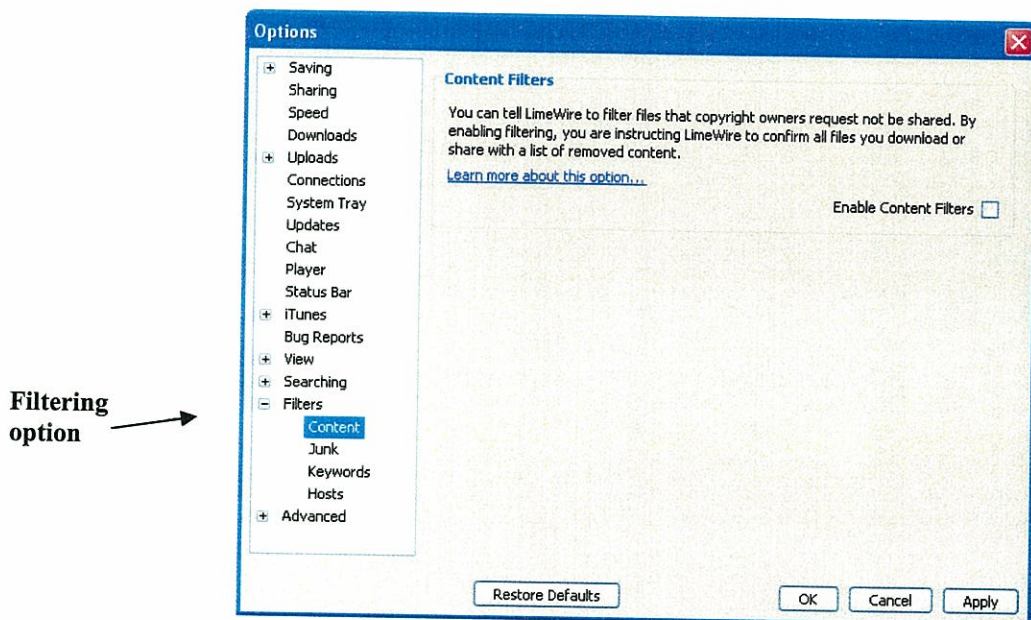 Options
Saving
Sharing
Speed
Downloads
Uploads
Connections
System Tray
Updates
Chat
Player
Status Bar
iTunes
Bug Reports
View
Searching
Filters
Content
Junk
Keywords
Hosts
Advanced
Content Filters
You can tell LimeWire to filter files that copyright owners request not be shared. By
enabling filtering, you are instructing LimeWire to confirm all files you download or
share with a list of removed content.
Learn more about this option...
Enable Content Filters
Restore Defaults
OK
Cancel
Apply
Filtering
option